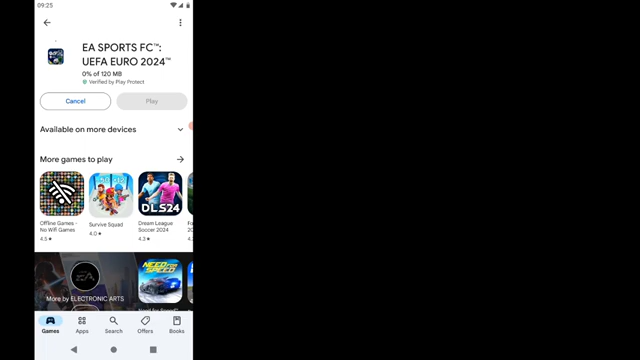 09:25
EA SPORTS FC™:
UEFA EURO 2024™
0% of 120 MB
Verified by Play Protect
Cancel
Play
Available on more devices
More games to play
DLS24
Offline Games -
No Wifi Games
4.5★
Survive Squad
4.0★
Dream League
Soccer 2024
4.3★
EA
NEED FOR
SPEED
More by ELECTRONIC ARTS
Games
Apps
Search
Offers
Books